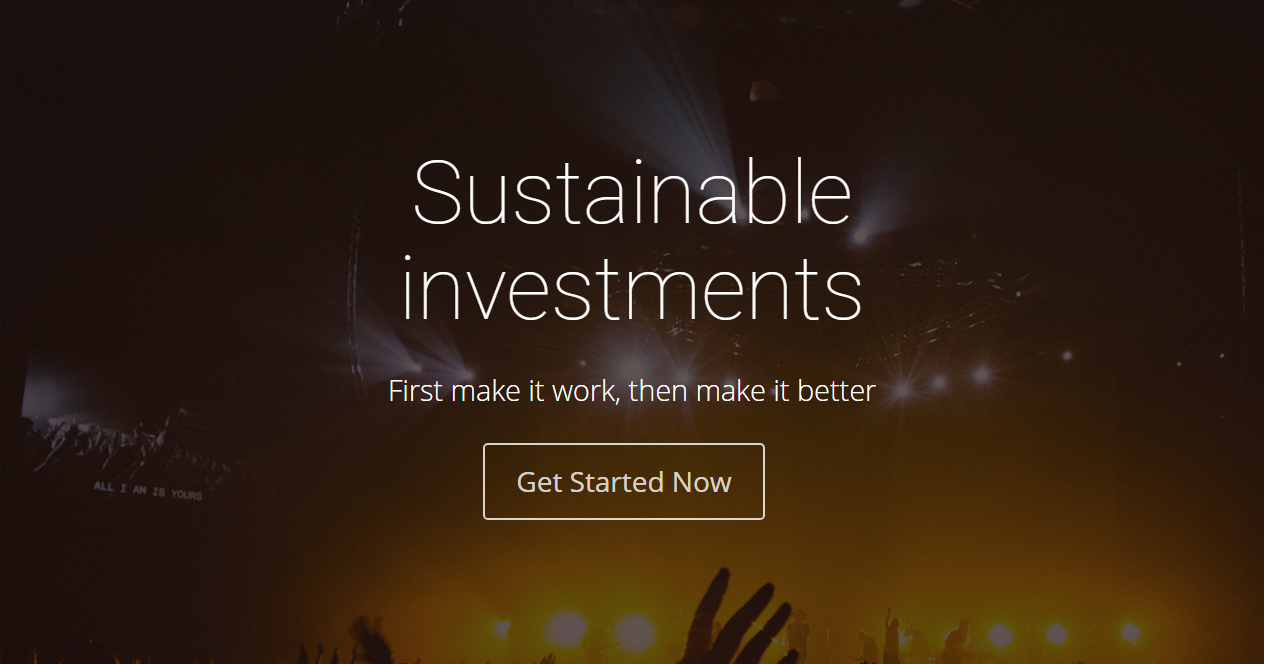 Sustainable
investments
First make it work, then make it better
Get Started Now
ALL I AM IS YOURS